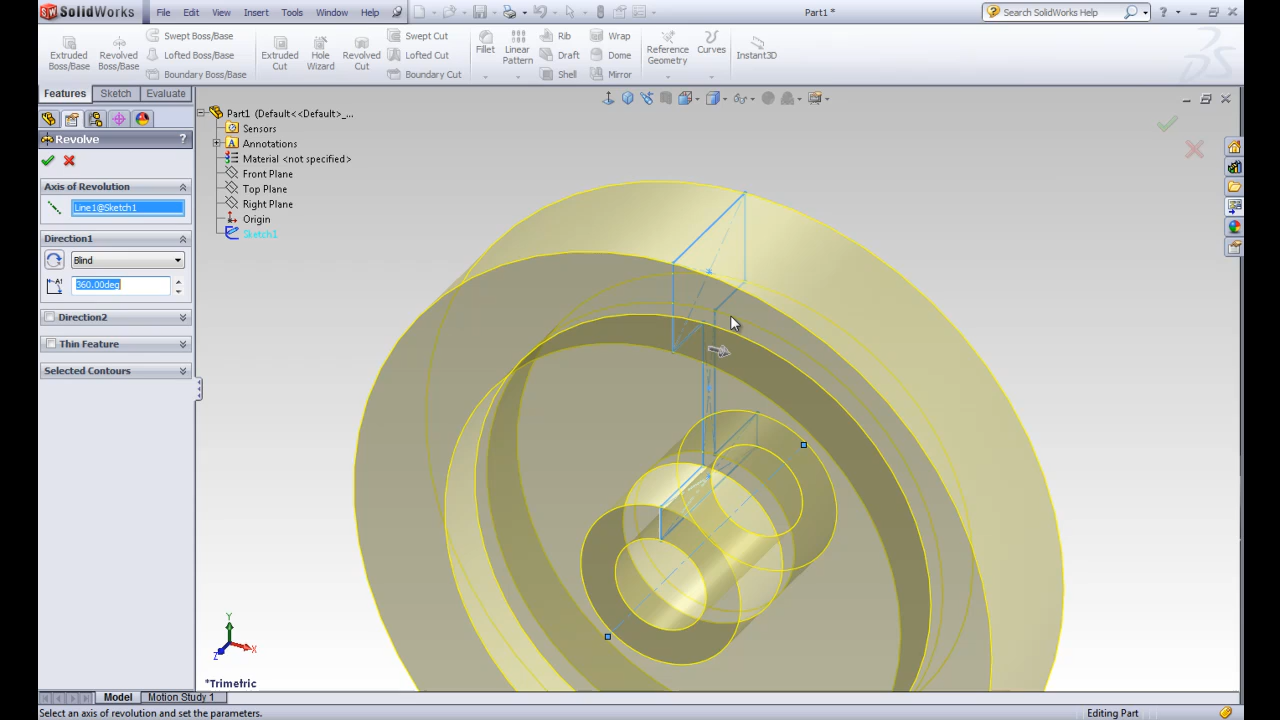 SolidWorks File Edit View Insert Tools Window Help Part1 * Search SolidWorks Help
Extruded Boss/Base
Revolved Boss/Base
Swept Boss/Base
Lofted Boss/Base
Boundary Boss/Base
Extruded Cut
Hole Wizard
Revolved Cut
Swept Cut
Lofted Cut
Boundary Cut
Fillet
Linear Pattern
Rib
Draft
Shell
Wrap
Dome
Mirror
Reference Geometry
Curves
Instant3D
Features Sketch Evaluate
Revolve ?
Axis of Revolution
Line1@Sketch1
Direction1
Blind
A1
360.00deg
Direction2
Thin Feature
Selected Contours
Part1 (Default<<Default>_...
Sensors
A Annotations
Material <not specified>
Front Plane
Top Plane
Right Plane
Origin
Sketch1
Y
X
Z
*Trimetric
Model Motion Study 1
Select an axis of revolution and set the parameters. Editing Part